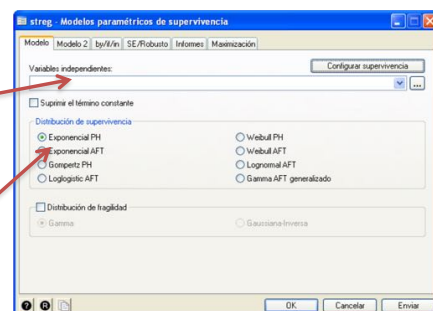 streg - Modelos paramétricos de supervivencia
Modelo Modelo 2 by/if/in SE/Robusto Informes Maximización
Variables independientes:
Configurar supervivencia
...
Suprimir el término constante
Distribución de supervivencia
Exponencial PH
Weibull PH
Exponencial AFT
Weibull AFT
Gompertz PH
Lognormal AFT
Loglogistic AFT
Gamma AFT generalizado
Distribución de fragilidad
Gamma
Gaussiana-Inversa
? R
OK Cancelar Enviar